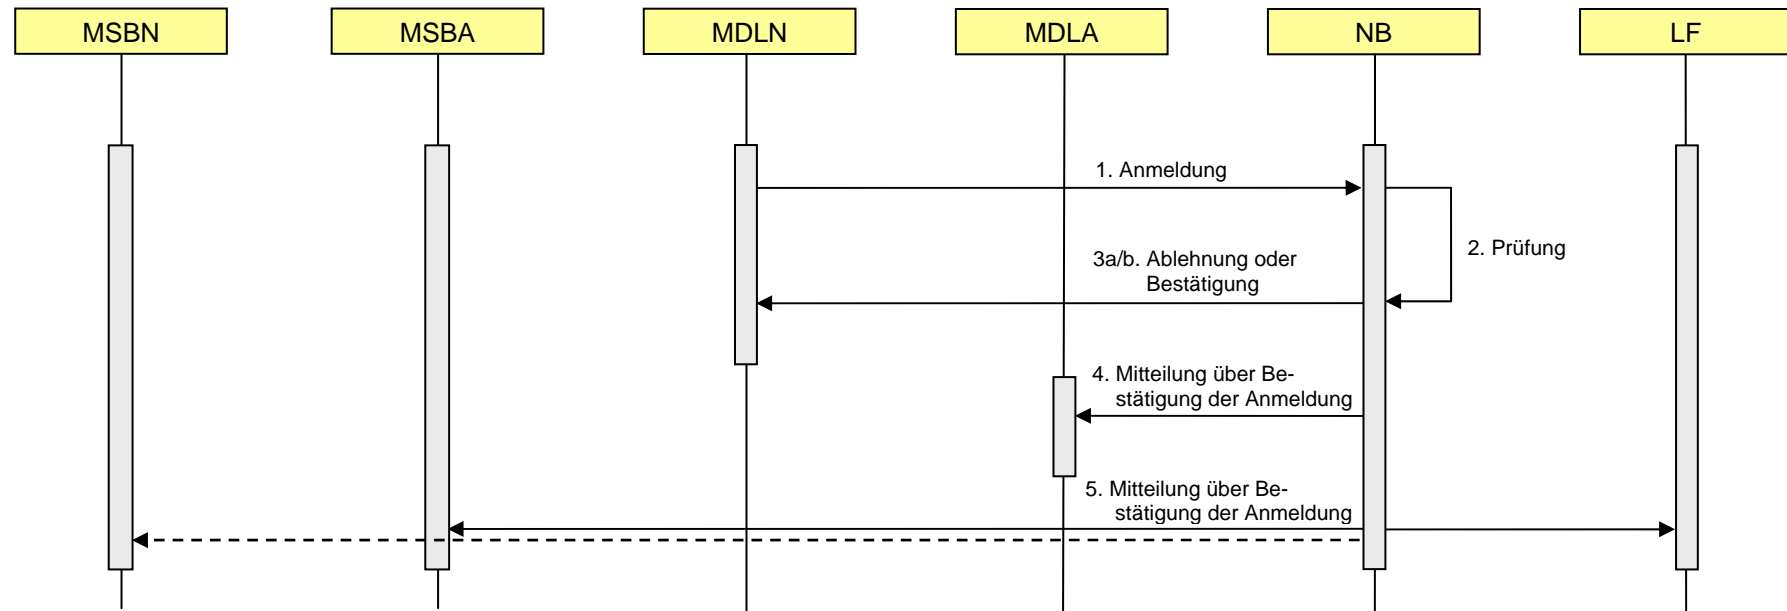 MSBN
MSBA
MDLN
MDLA
NB
LF
1. Anmeldung
2. Prüfung
3a/b. Ablehnung oder
Bestätigung
4. Mitteilung über Be-
stätigung der Anmeldung
5. Mitteilung über Be-
stätigung der Anmeldung